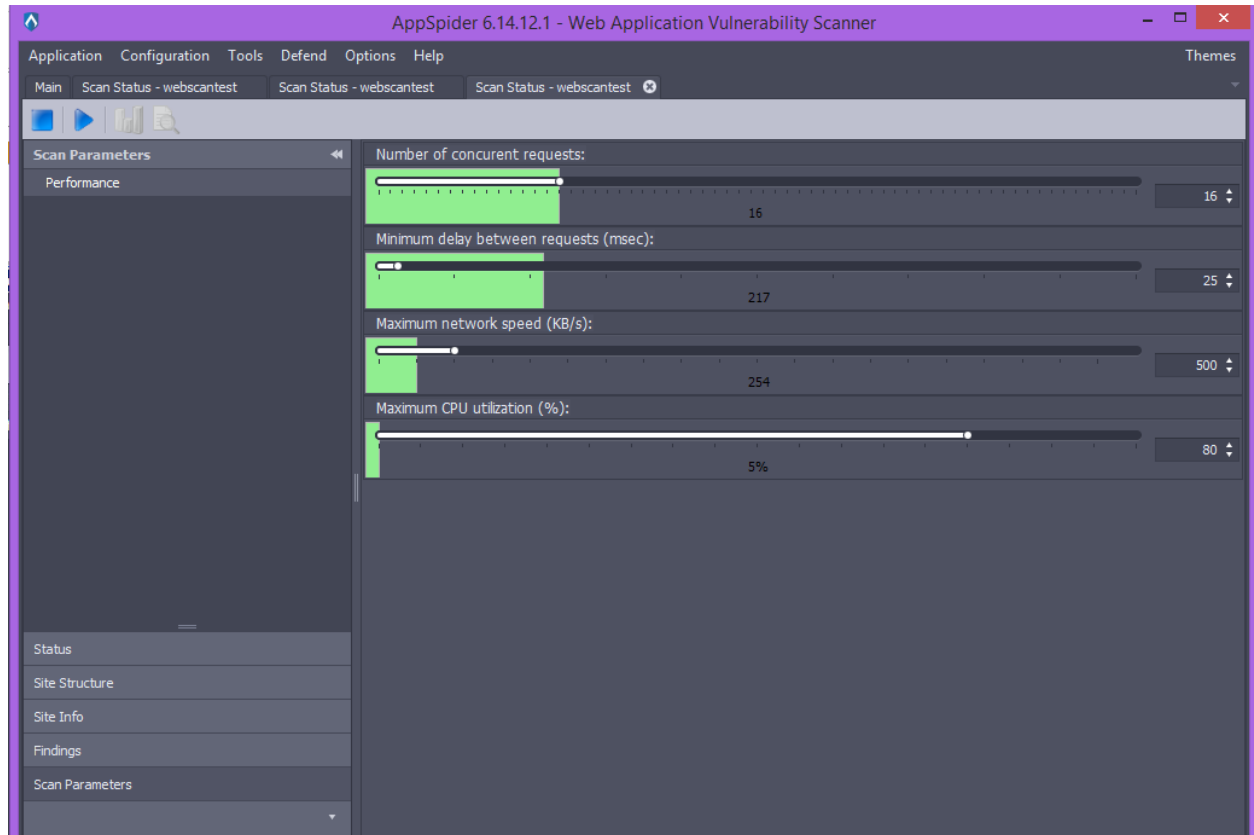 AppSpider 6.14.12.1 - Web Application Vulnerability Scanner
Application Configuration Tools Defend Options Help Themes
Main Scan Status - webscantest Scan Status - webscantest Scan Status - webscantest
Scan Parameters
Performance
Number of concurent requests:
16
16
Minimum delay between requests (msec):
25
217
Maximum network speed (KB/s):
500
254
Maximum CPU utilization (%):
80
5%
Status
Site Structure
Site Info
Findings
Scan Parameters